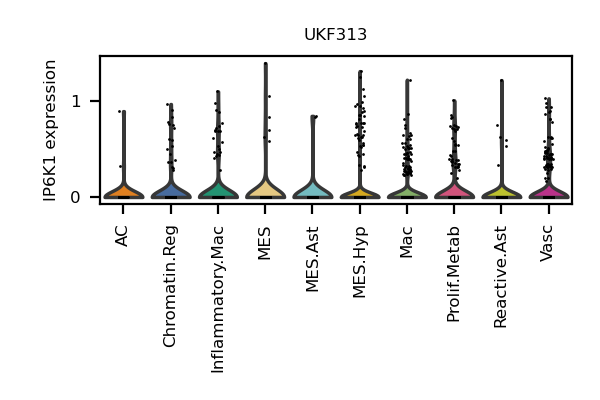 UKF313
IP6K1 expression
1
0
AC
Chromatin.Reg
Inflammatory.Mac
MES
MES.Ast
MES.Hyp
Mac
Prolif.Metab
Reactive.Ast
Vasc